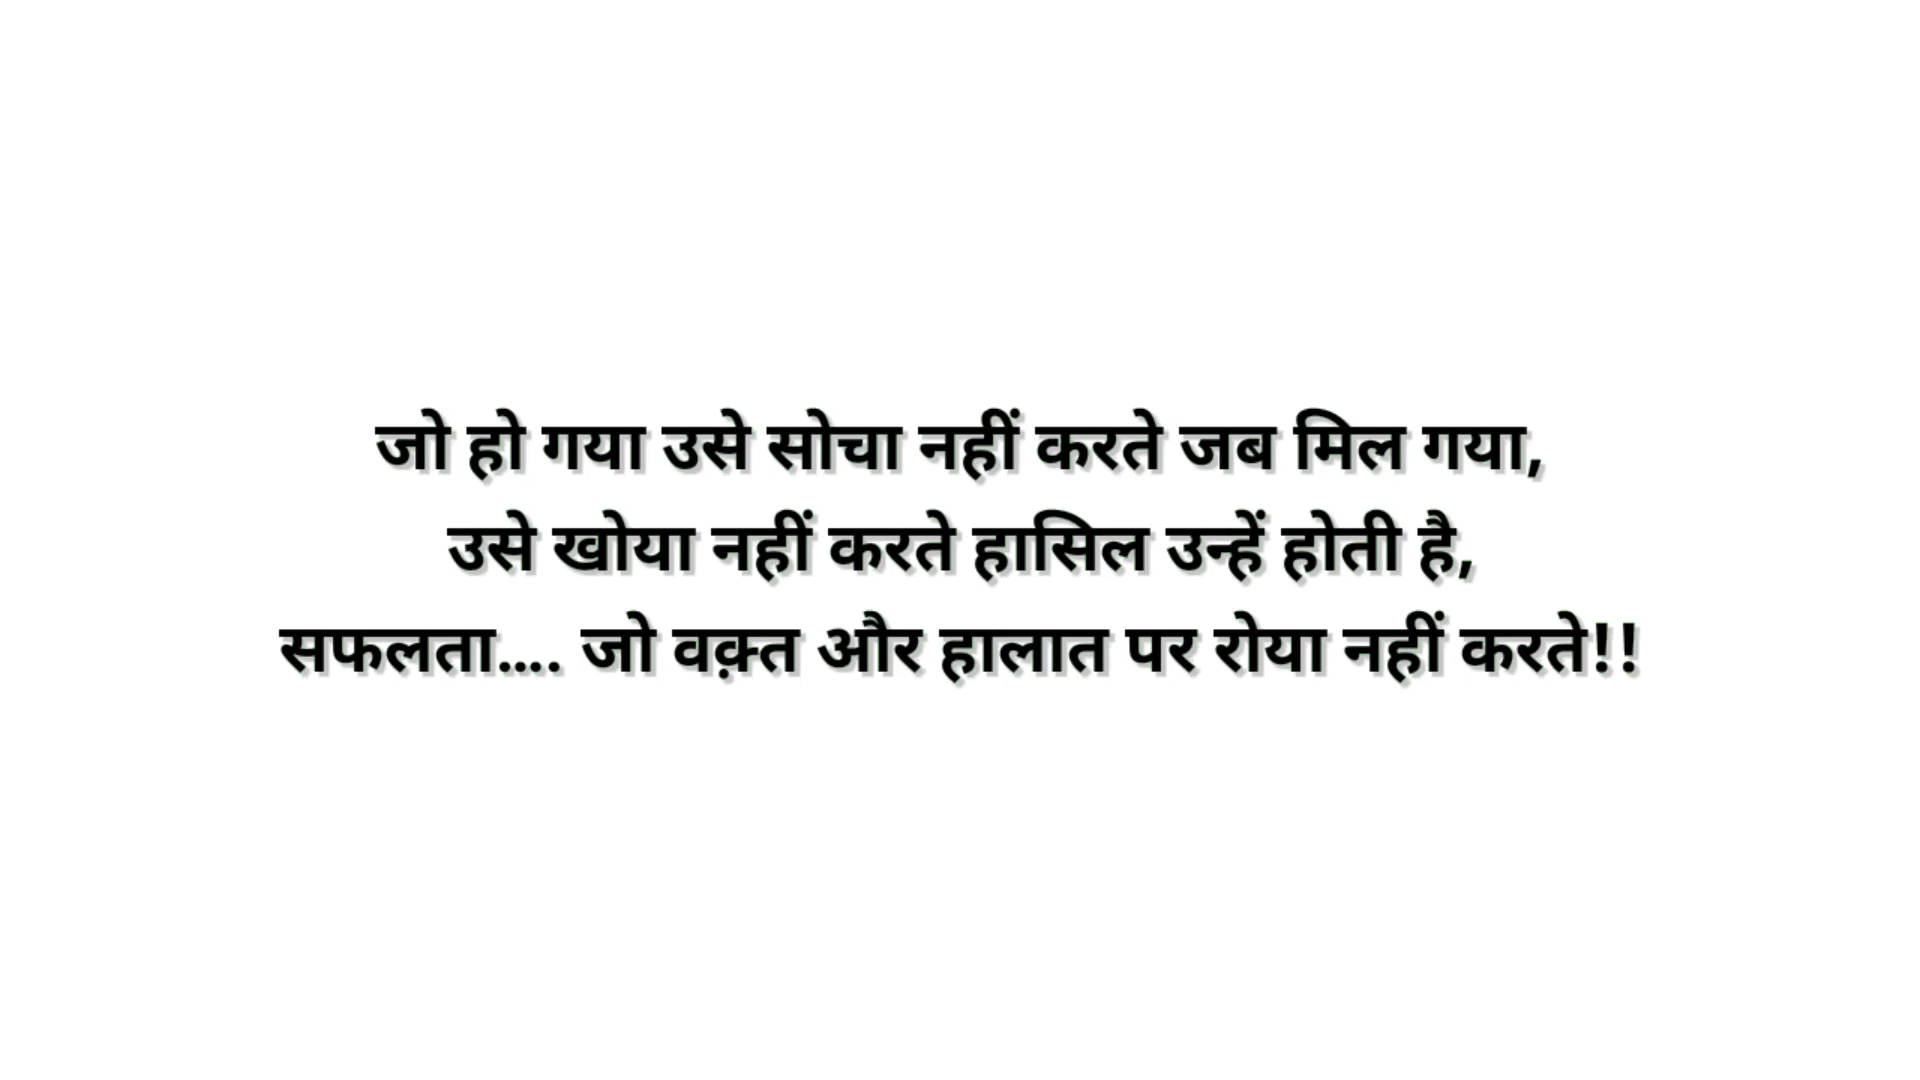 जो हो गया उसे सोचा नहीं करते जब मिल गया,
उसे खोया नहीं करते हासिल उन्हें होती है,
सफलता.... जो वक़्त और हालात पर रोया नहीं करते!!